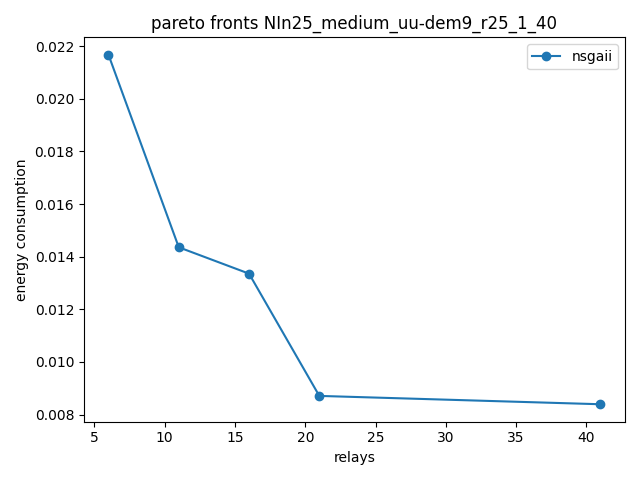 pareto fronts NIn25_medium_uu-dem9_r25_1_40
nsgaii
0.022
0.020
0.018
0.016
0.014
0.012
0.010
0.008
energy consumption
5 10 15 20 25 30 35 40
relays